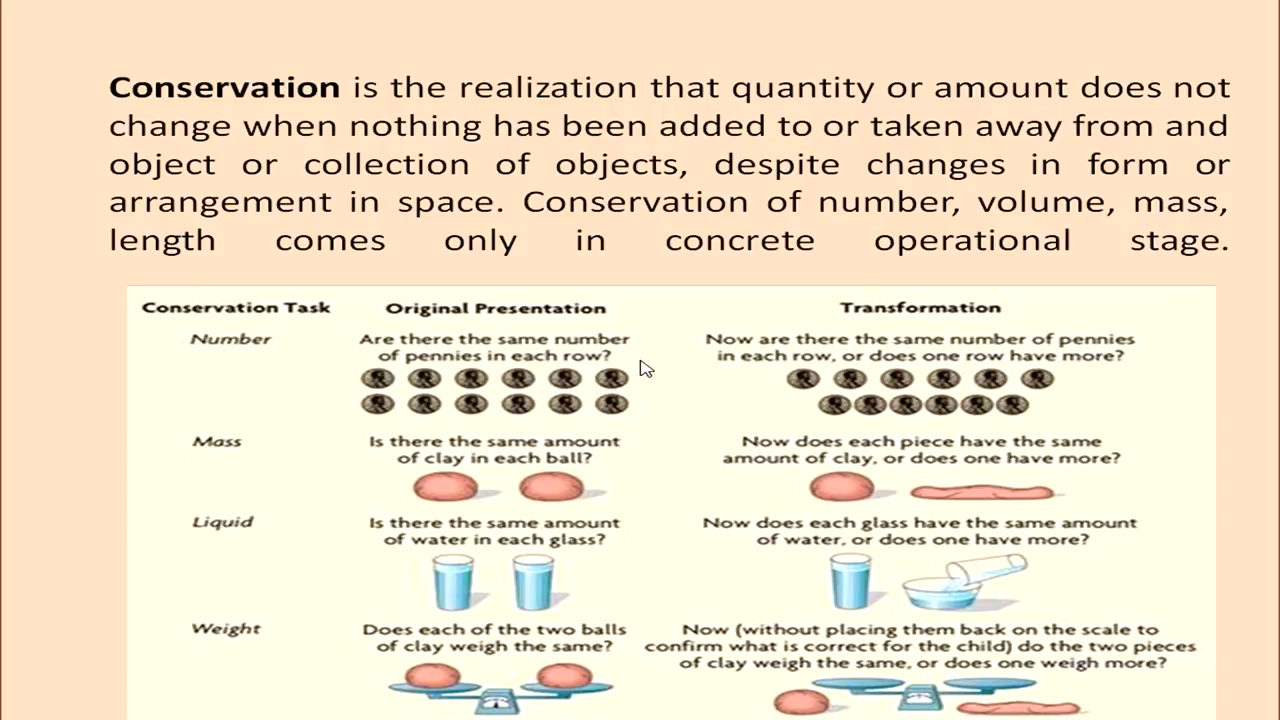 Conservation is the realization that quantity or amount does not
change when nothing has been added to or taken away from and
object or collection of objects, despite changes in form or
arrangement in space. Conservation of number, volume, mass,
length comes only in concrete operational stage.
Conservation Task Original Presentation Transformation
Number Are there the same number Now are there the same number of pennies
of pennies in each row? in each row, or does one row have more?
Mass Is there the same amount Now does each piece have the same
of clay in each ball? amount of clay, or does one have more?
Liquid Is there the same amount Now does each glass have the same amount
of water in each glass? of water, or does one have more?
Weight Does each of the two balls Now (without placing them back on the scale to
of clay weigh the same? confirm what is correct for the child) do the two pieces
of clay weigh the same, or does one weigh more?